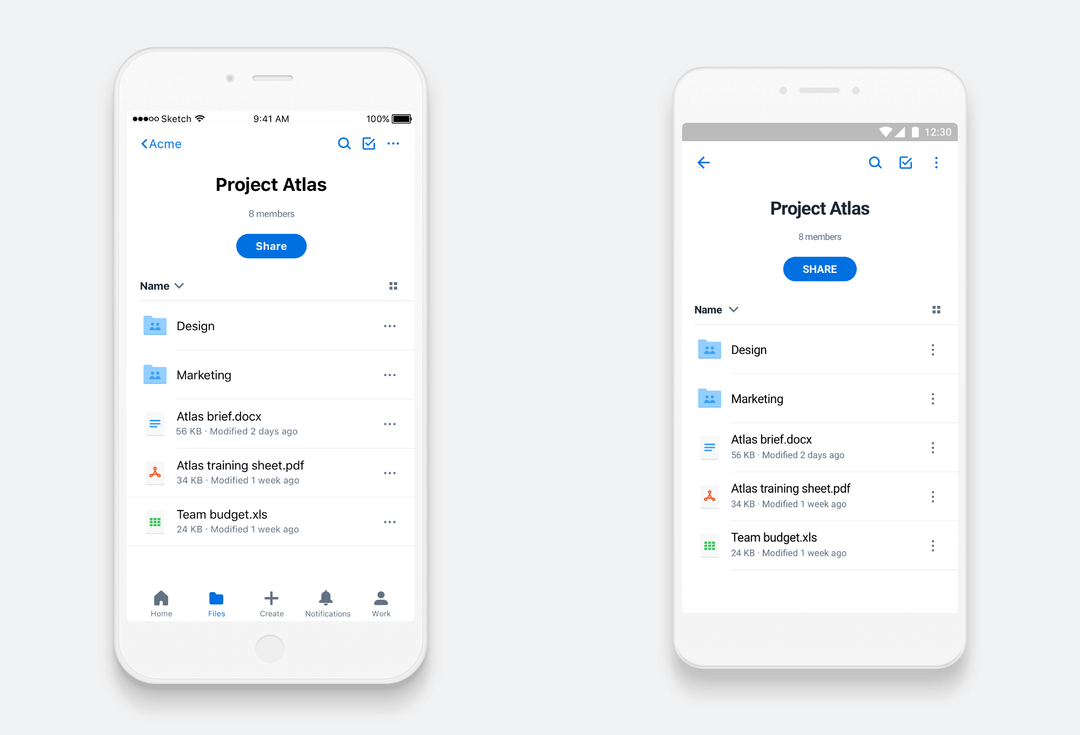 ●●●○○ Sketch 9:41 AM 100%
Acme
Project Atlas
8 members
Share
Name
Design
Marketing
Atlas brief.docx
56 KB · Modified 2 days ago
Atlas training sheet.pdf
34 KB · Modified 1 week ago
Team budget.xls
24 KB · Modified 1 week ago
Home Files Create Notifications Work
12:30
Project Atlas
8 members
SHARE
Name
Design
Marketing
Atlas brief.docx
56 KB · Modified 2 days ago
Atlas training sheet.pdf
34 KB · Modified 1 week ago
Team budget.xls
24 KB · Modified 1 week ago